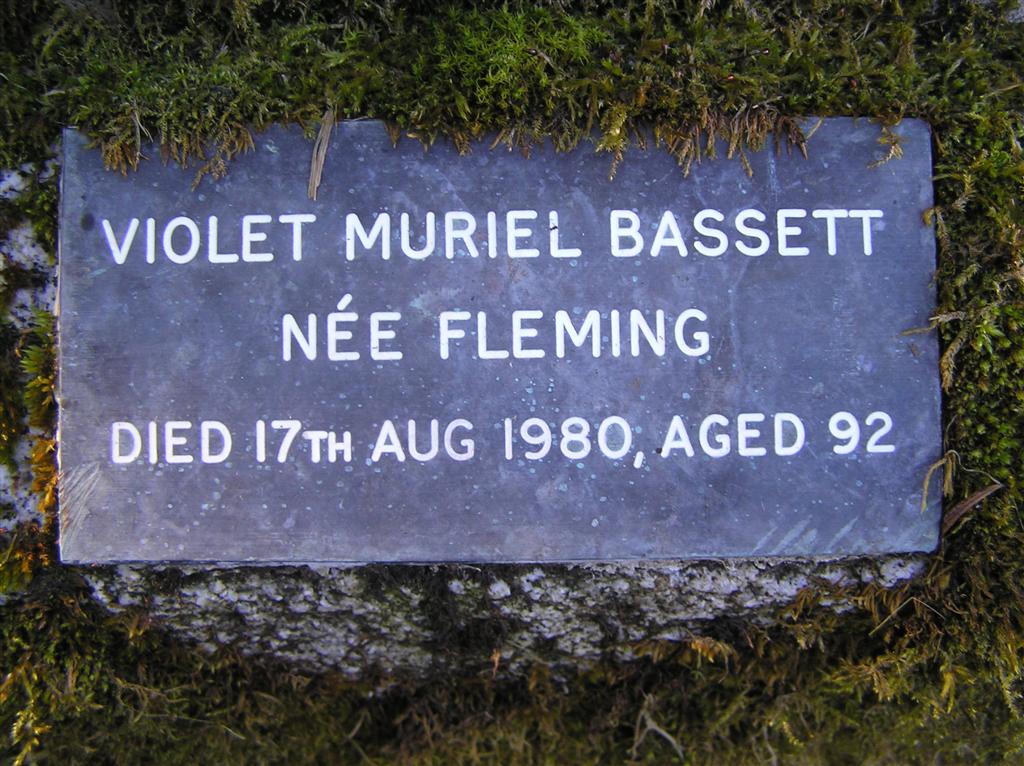 VIOLET MURIEL BASSETT
NÉE FLEMING
DIED 17TH AUG 1980, AGED 92